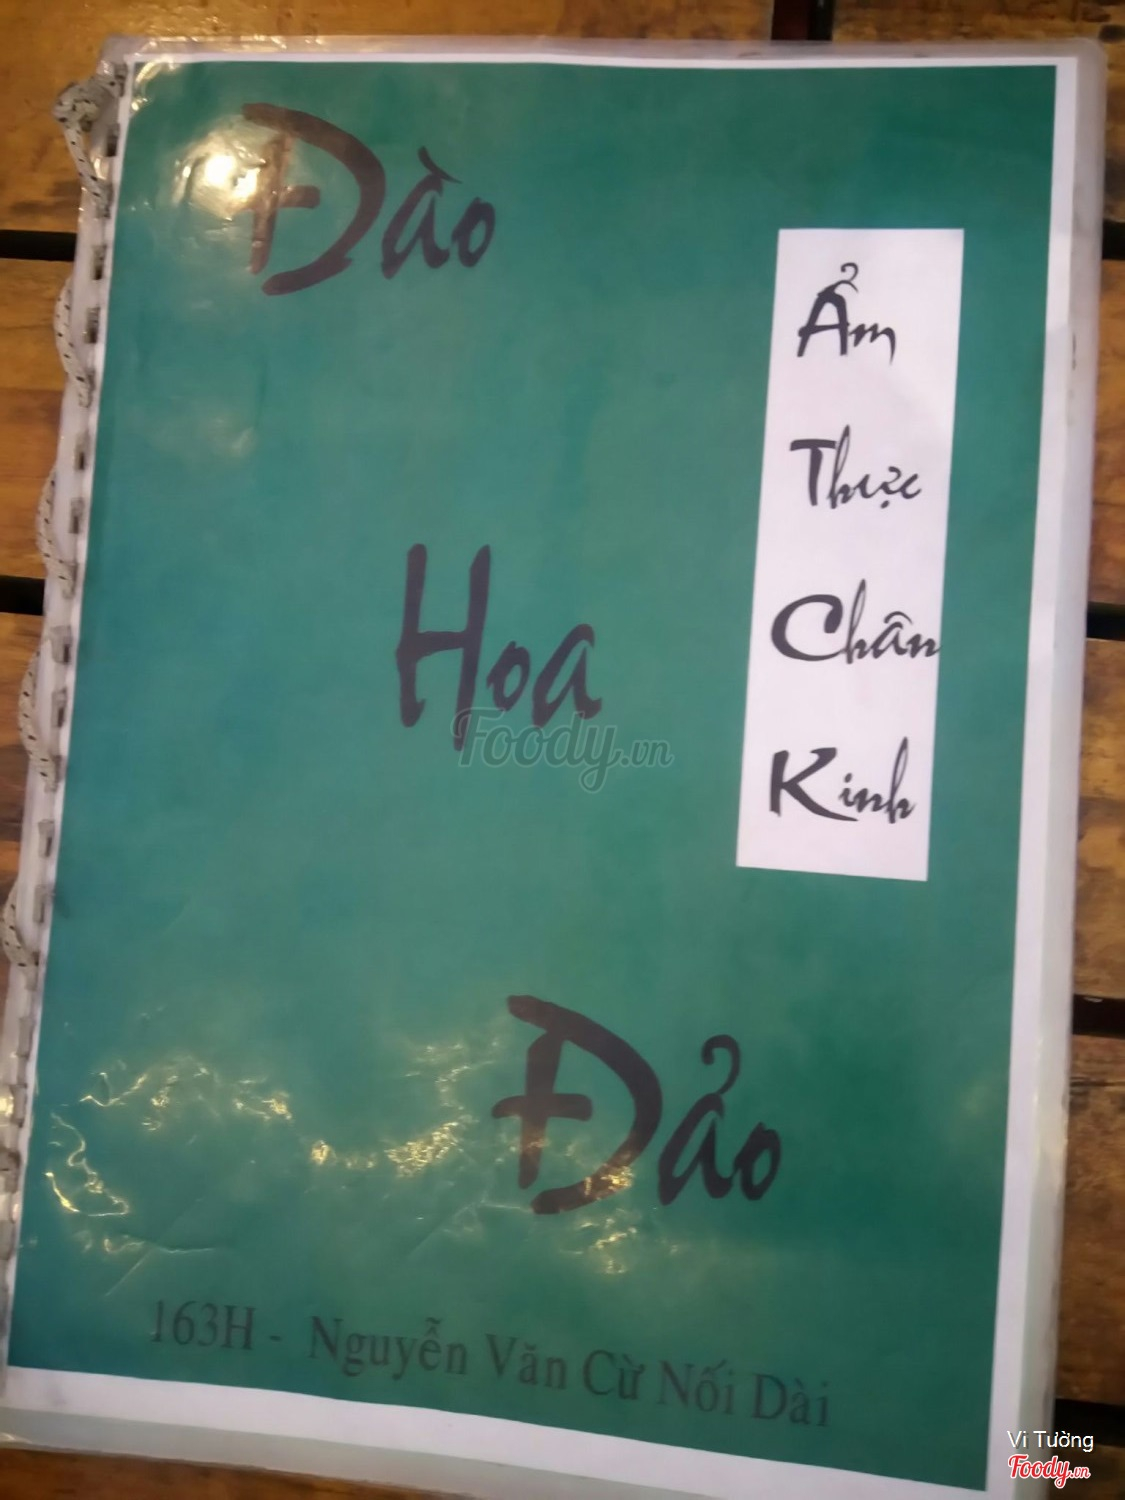 Đào
Hoa
Đảo
Ẩm
Thực
Chân
Kinh
163H - Nguyễn Văn Cừ Nối Dài
Foody.vn
Vi Tường
Foody.vn